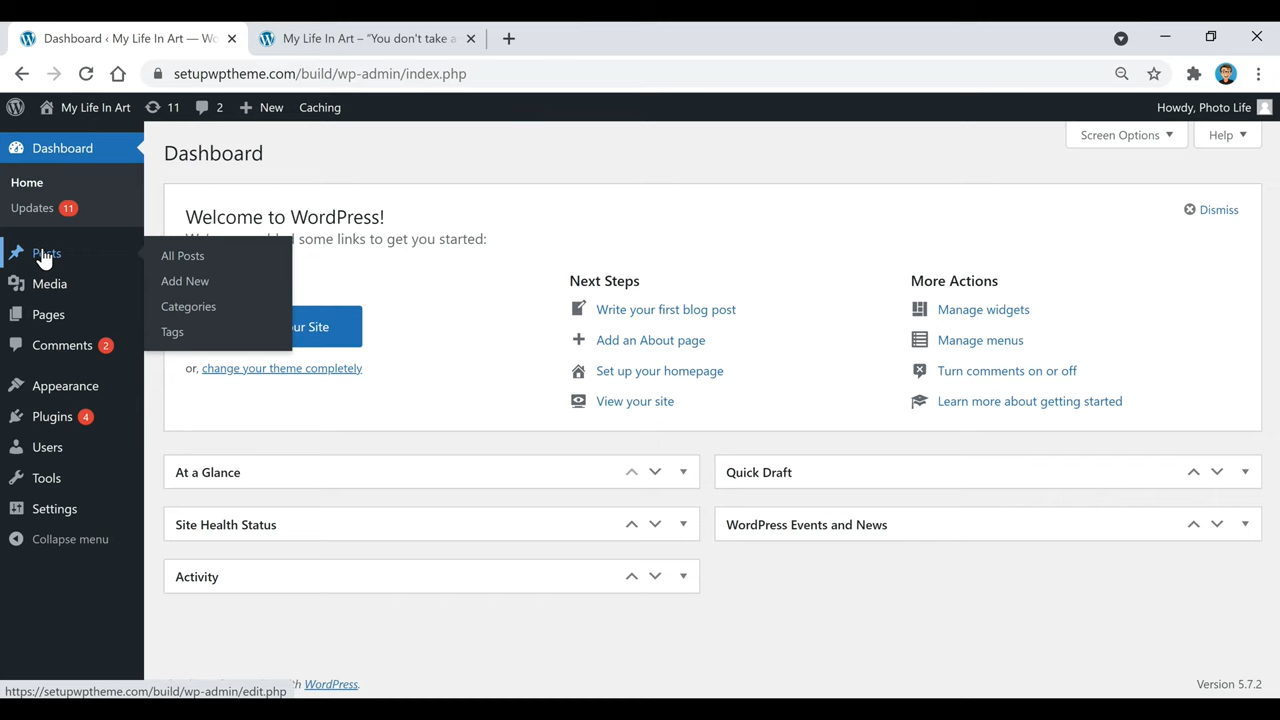 Dashboard ‹ My Life In Art — Wo
My Life In Art – “You don't take a
setupwptheme.com/build/wp-admin/index.php
My Life In Art
11
2
New
Caching
Howdy, Photo Life
Dashboard
Home
Updates 11
Posts
Media
Pages
Comments 2
Appearance
Plugins 4
Users
Tools
Settings
Collapse menu
All Posts
Add New
Categories
Tags
Dashboard
Screen Options
Help
Welcome to WordPress!
some links to get you started:
Dismiss
ur Site
or, change your theme completely
Next Steps
Write your first blog post
Add an About page
Set up your homepage
View your site
More Actions
Manage widgets
Manage menus
Turn comments on or off
Learn more about getting started
At a Glance
Quick Draft
Site Health Status
WordPress Events and News
Activity
https://setupwptheme.com/build/wp-admin/edit.php
h WordPress.
Version 5.7.2